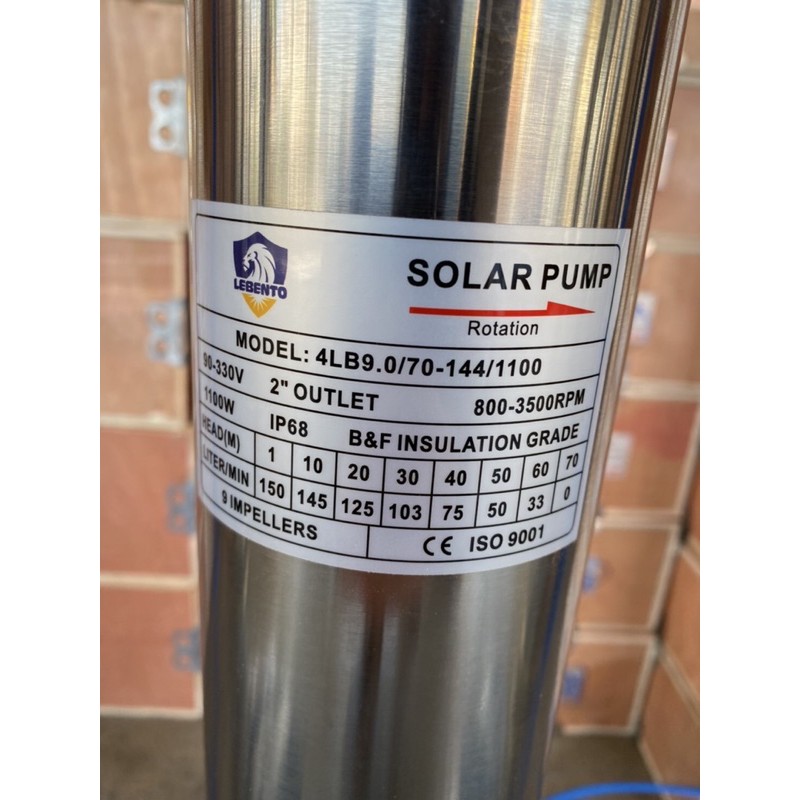 LEBENTO
SOLAR PUMP
Rotation
MODEL: 4LB9.0/70-144/1100
90-330V 2" OUTLET 800-3500RPM
1100W IP68 B&F INSULATION GRADE
HEAD(M) 1 10 20 30 40 50 60 70
LITER/MIN 150 145 125 103 75 50 33 0
9 IMPELLERS CE ISO 9001